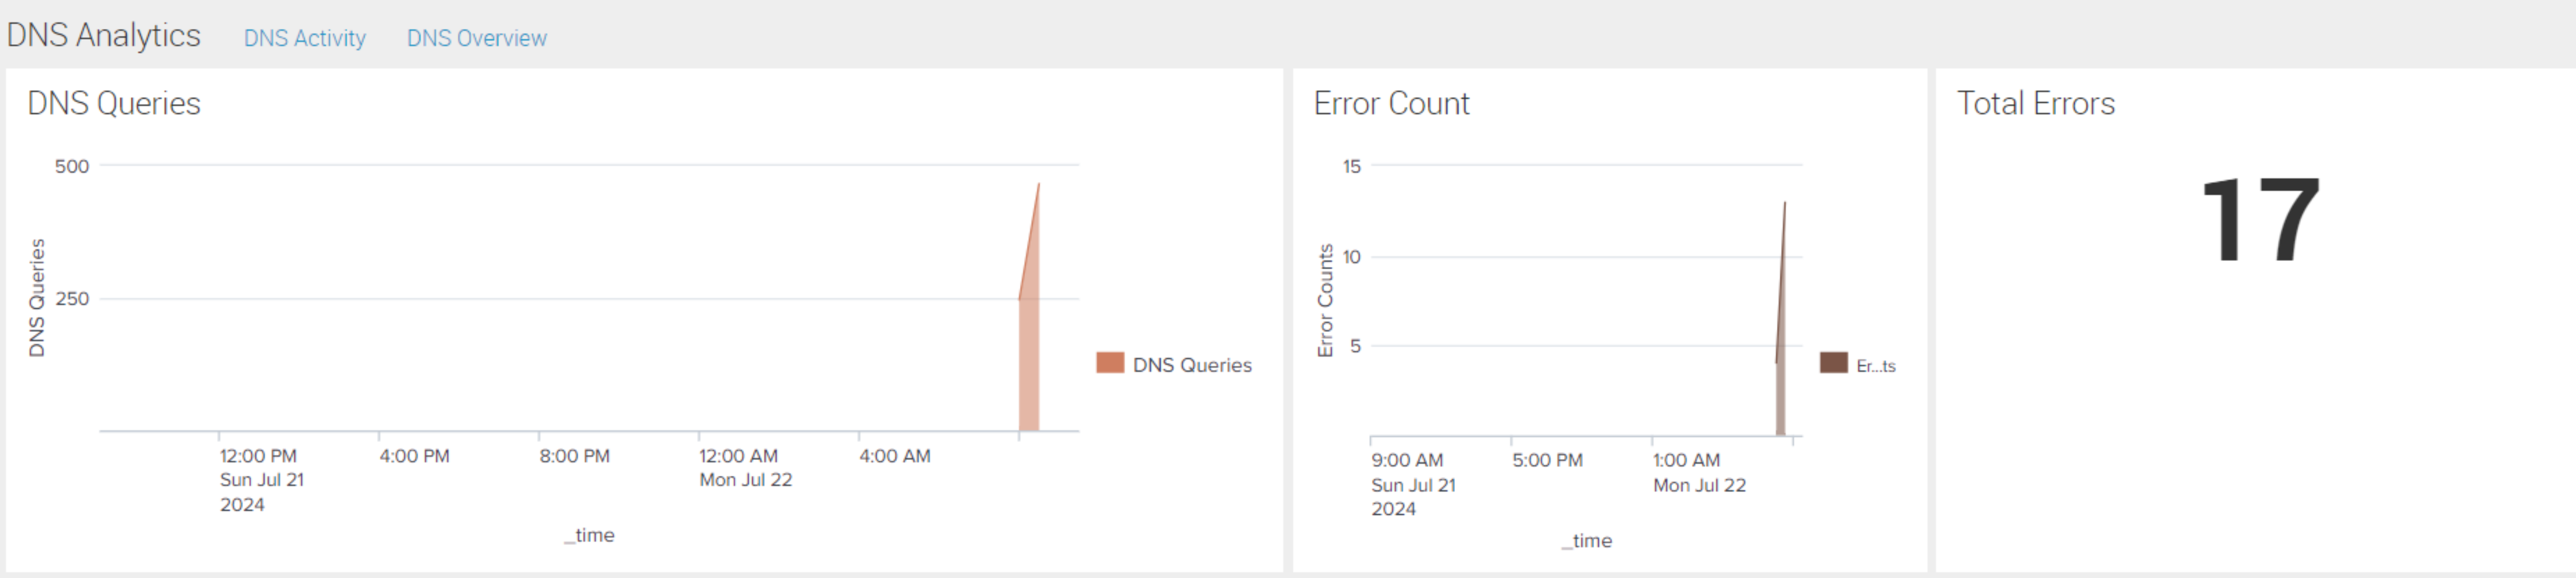 DNS Analytics DNS Activity DNS Overview
DNS Queries
500
250
DNS Queries
12:00 PM 4:00 PM 8:00 PM 12:00 AM 4:00 AM
Sun Jul 21 Mon Jul 22
2024
_time
DNS Queries
Error Count
15
10
5
Error Counts
9:00 AM 5:00 PM 1:00 AM
Sun Jul 21 Mon Jul 22
2024
_time
Er...ts
Total Errors
17